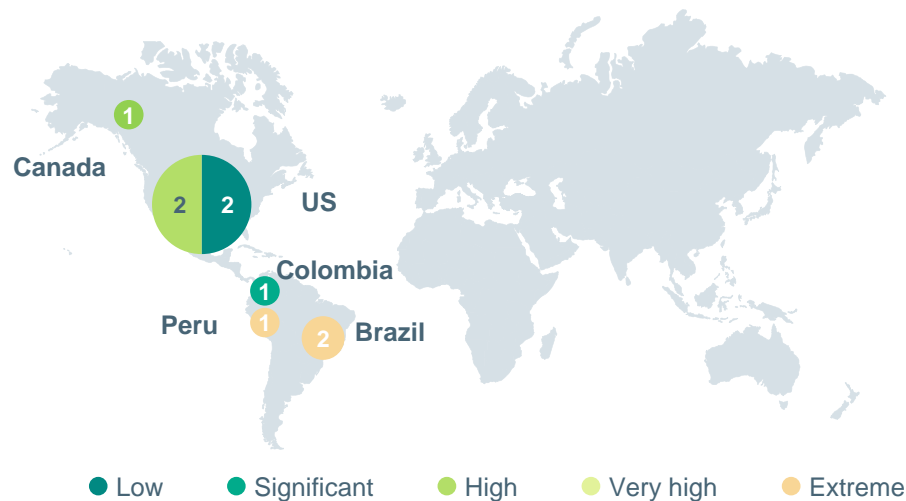 1
Canada
2 2 US
Colombia
1
Peru 1 2 Brazil
Low Significant High Very high Extreme